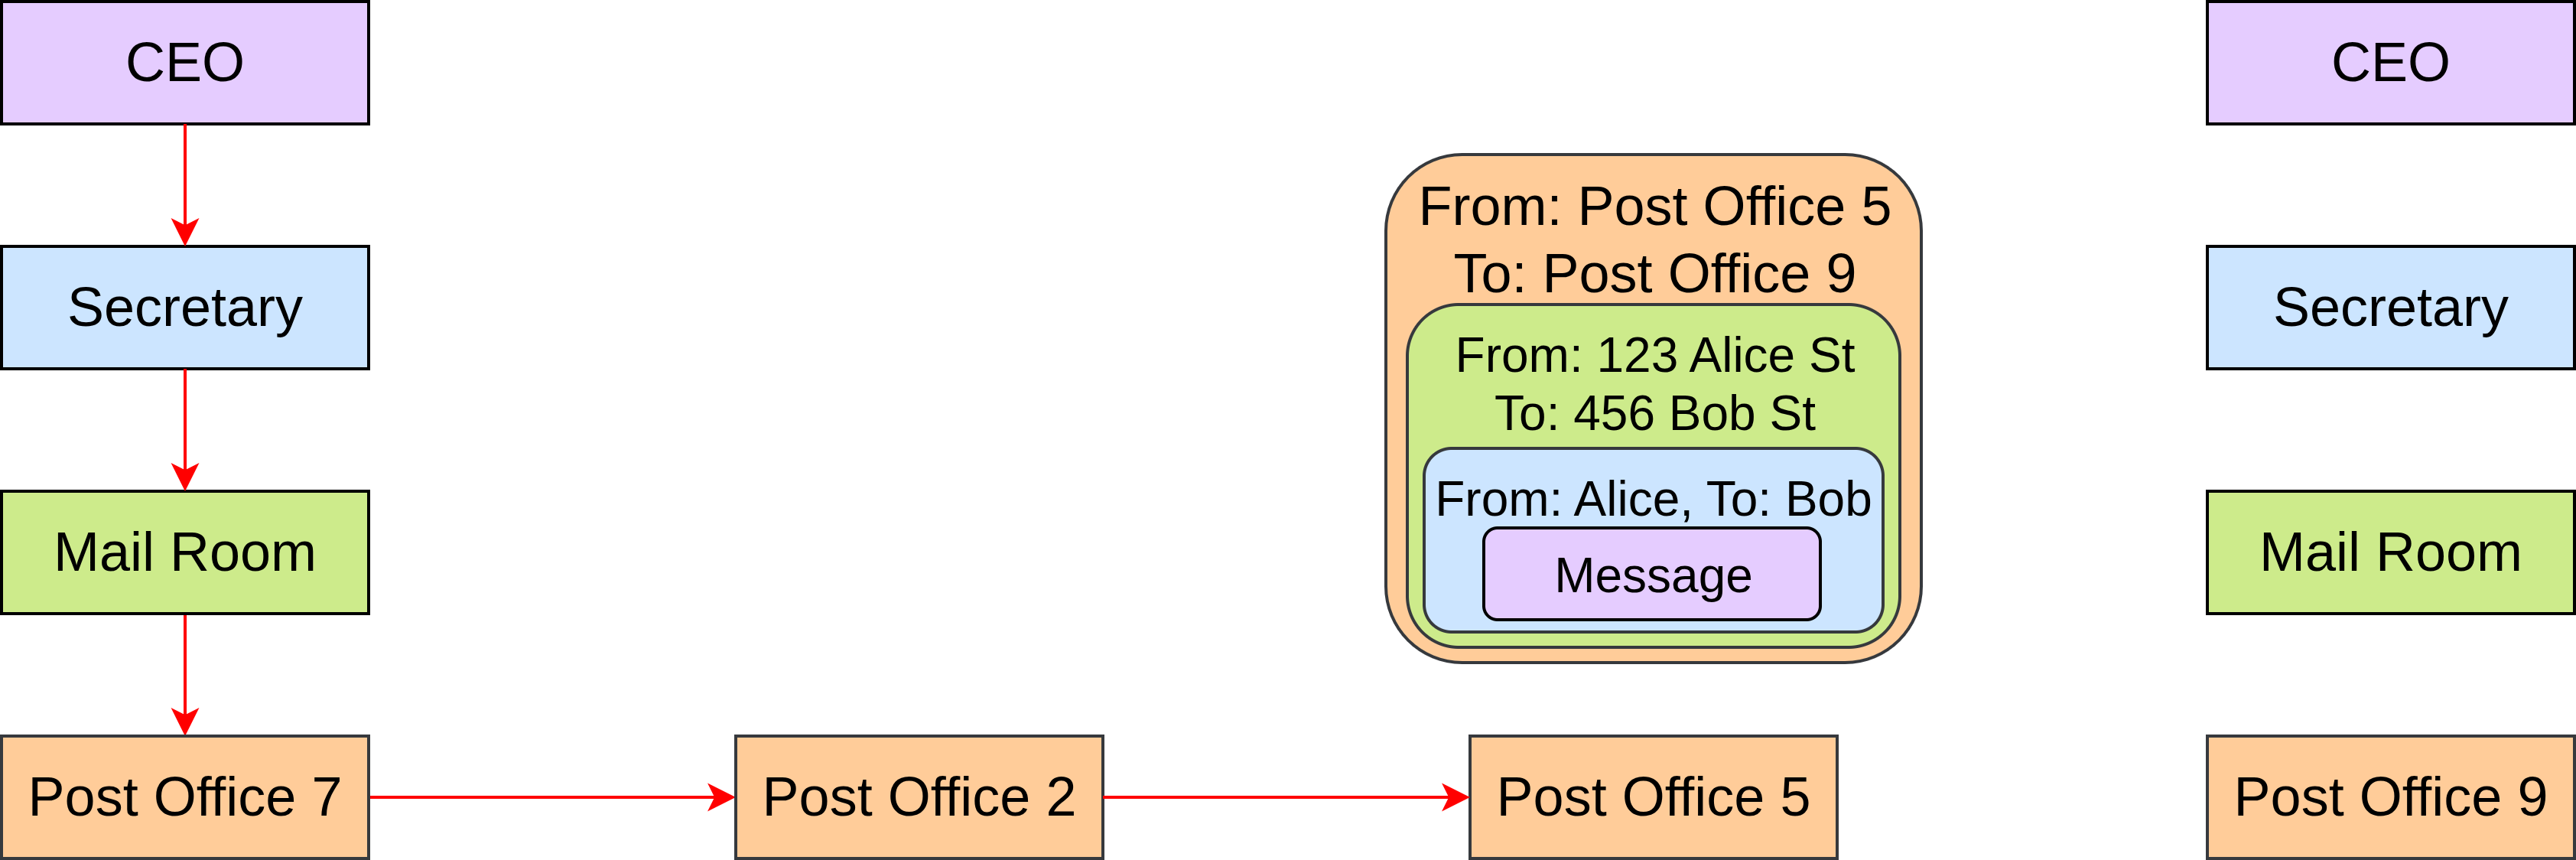 CEO
CEO
From: Post Office 5
To: Post Office 9
Secretary
Secretary
From: 123 Alice St
To: 456 Bob St
From: Alice, To: Bob
Message
Mail Room
Mail Room
Post Office 7
Post Office 2
Post Office 5
Post Office 9